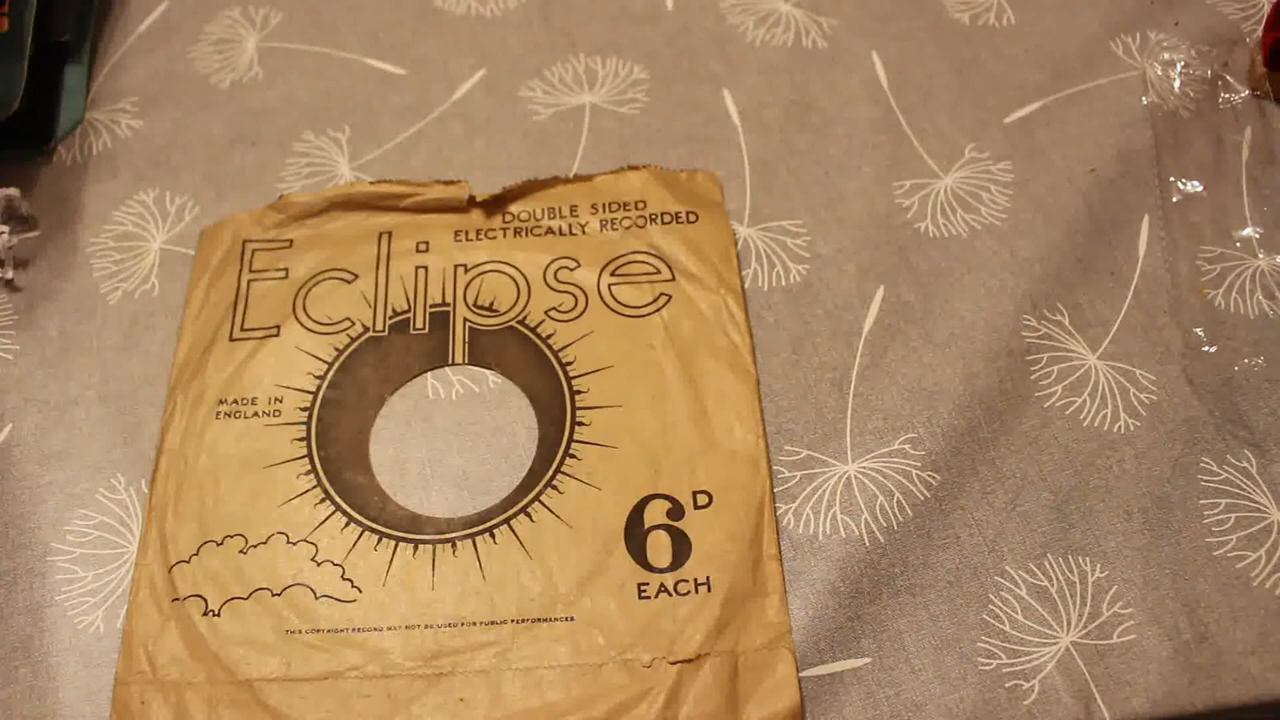 DOUBLE SIDED
ELECTRICALLY RECORDED
Eclipse
MADE IN
ENGLAND
6D
EACH
THIS COPYRIGHT RECORD MAY NOT BE USED FOR PUBLIC PERFORMANCES.